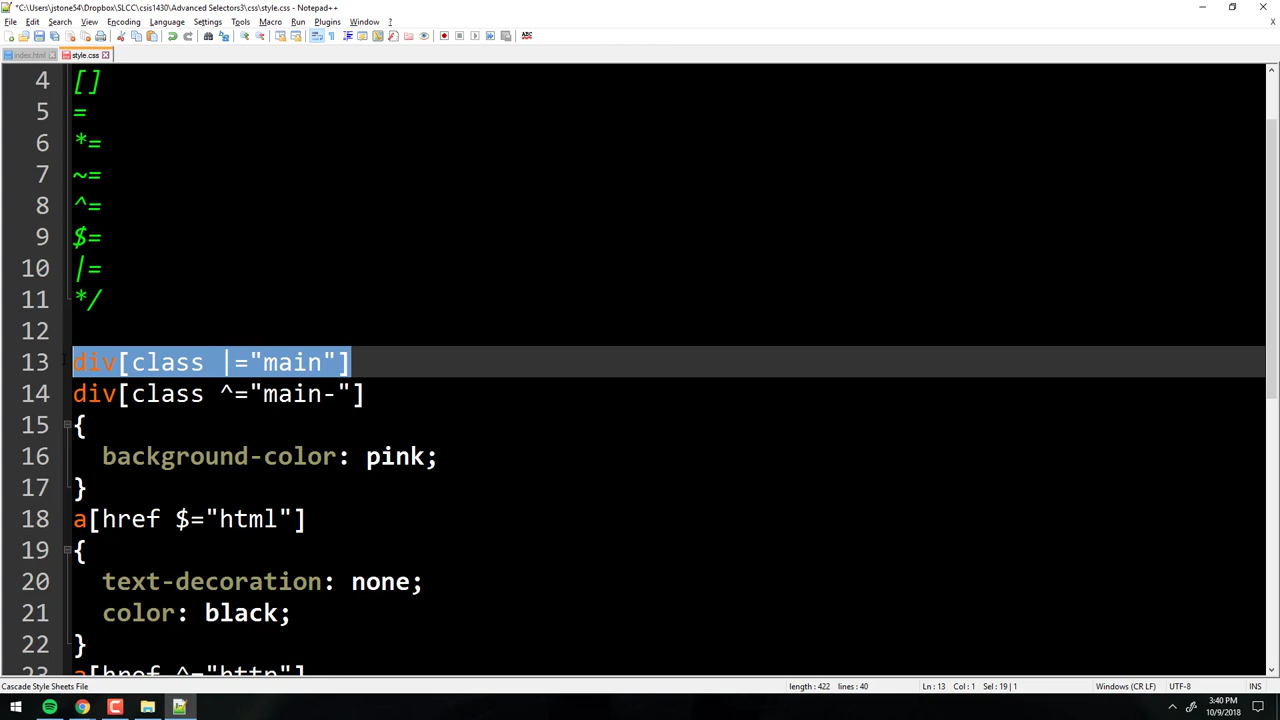 *C:\Users\jstone54\Dropbox\SLCC\csis1430\Advanced Selectors3\css\style.css - Notepad++
File Edit Search View Encoding Language Settings Tools Macro Run Plugins Window ?
index.html style.css
4 []
5 =
6 *=
7 ~=
8 ^=
9 $=
10 |=
11 */
12
13 div[class |="main"]
14 div[class ^="main-"]
15 {
16 background-color: pink;
17 }
18 a[href $="html"]
19 {
20 text-decoration: none;
21 color: black;
22 }
23 a[href ^="http"]
Cascade Style Sheets File length : 422 lines : 40 Ln : 13 Col : 1 Sel : 19 | 1 Windows (CR LF) UTF-8 INS
3:40 PM
10/9/2018